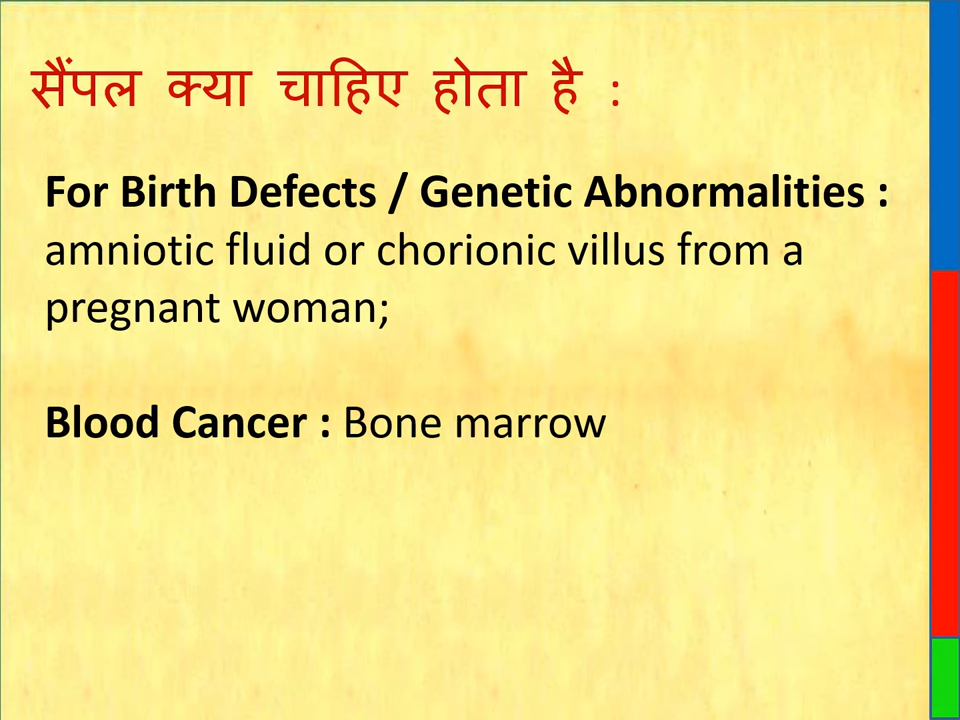 सैंपल क्या चाहिए होता है :
For Birth Defects / Genetic Abnormalities :
amniotic fluid or chorionic villus from a
pregnant woman;
Blood Cancer : Bone marrow